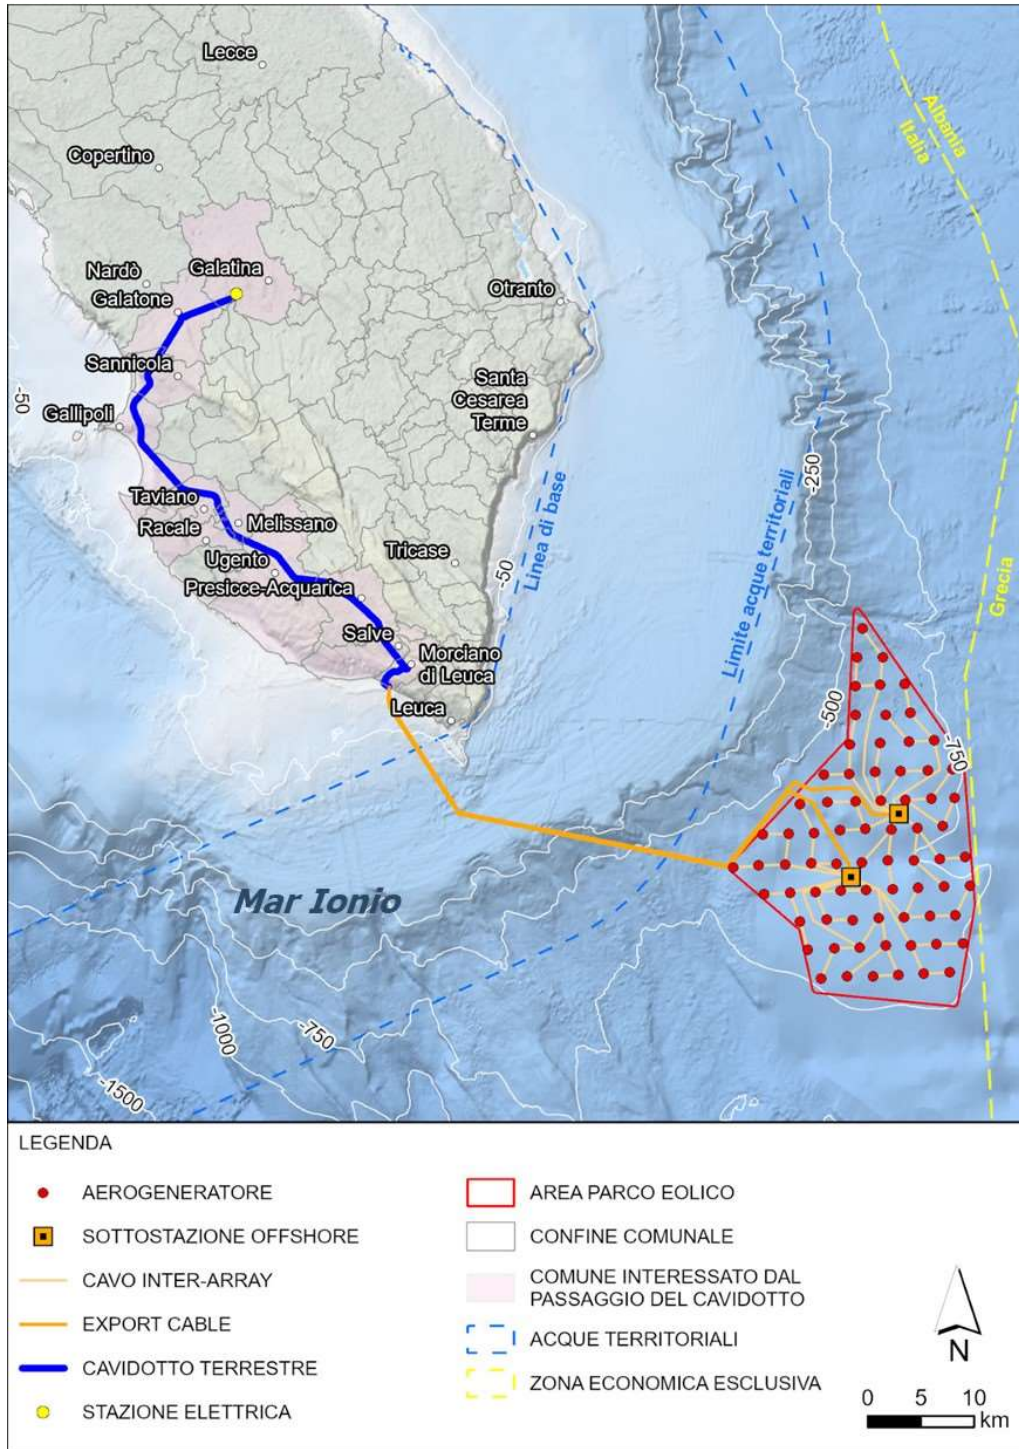 Lecce
Albania
Italia
Copertino
Nardò
Galatina
Galatone
Otranto
Sannicola
-50
Gallipoli
Santa
Cesarea
Terme
-250
Linea di base
Limite acque territoriali
Taviano
Racale
Melissano
Ugento
Tricase
-50
Presicce-Acquarica
Grecia
Salve
Morciano
di Leuca
Leuca
-500
-750
Mar Ionio
-750
-1000
-1500
LEGENDA
AEROGENERATORE
SOTTOSTAZIONE OFFSHORE
CAVO INTER-ARRAY
EXPORT CABLE
CAVIDOTTO TERRESTRE
STAZIONE ELETTRICA
AREA PARCO EOLICO
CONFINE COMUNALE
COMUNE INTERESSATO DAL
PASSAGGIO DEL CAVIDOTTO
ACQUE TERRITORIALI
ZONA ECONOMICA ESCLUSIVA
N
0 5 10
km